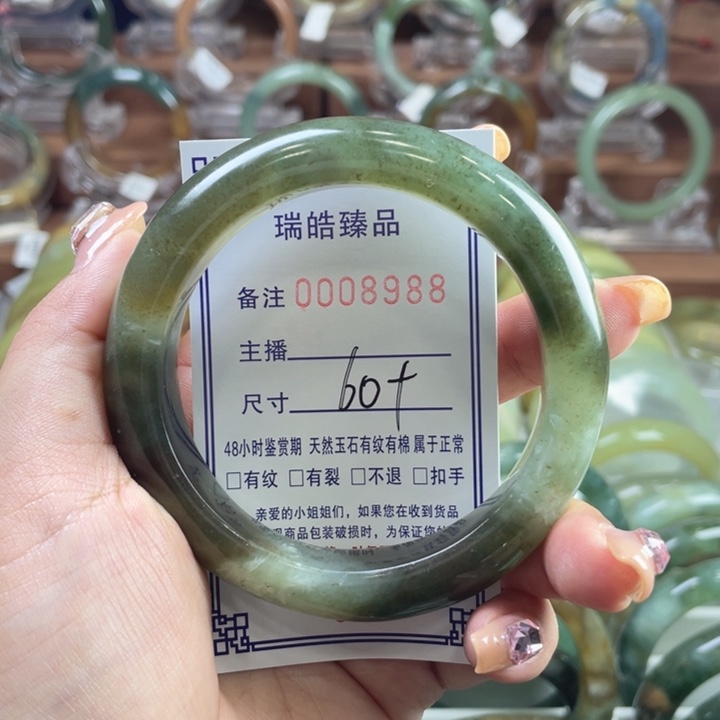 瑞皓臻品
备注 0008988
主播
尺寸 60+
48小时鉴赏期 天然玉石有纹有棉 属于正常
□有纹 □有裂 □不退 □扣手
亲爱的小姐姐们，如果您在收到货品
商品包装破损时，为保证您